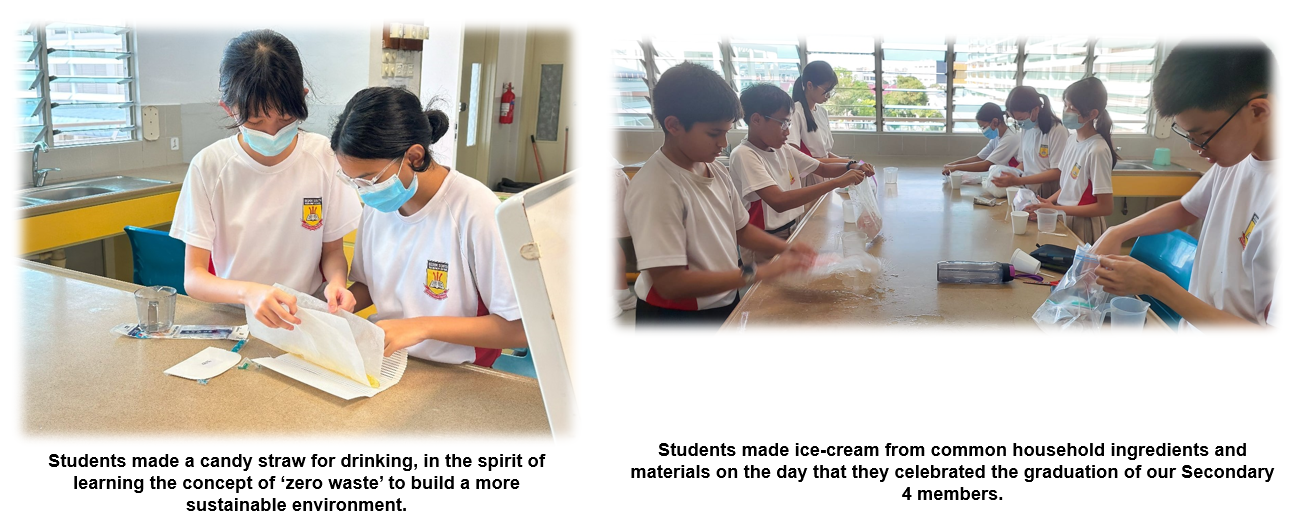 Students made a candy straw for drinking, in the spirit of
learning the concept of ‘zero waste’ to build a more
sustainable environment.
Students made ice-cream from common household ingredients and
materials on the day that they celebrated the graduation of our Secondary
4 members.